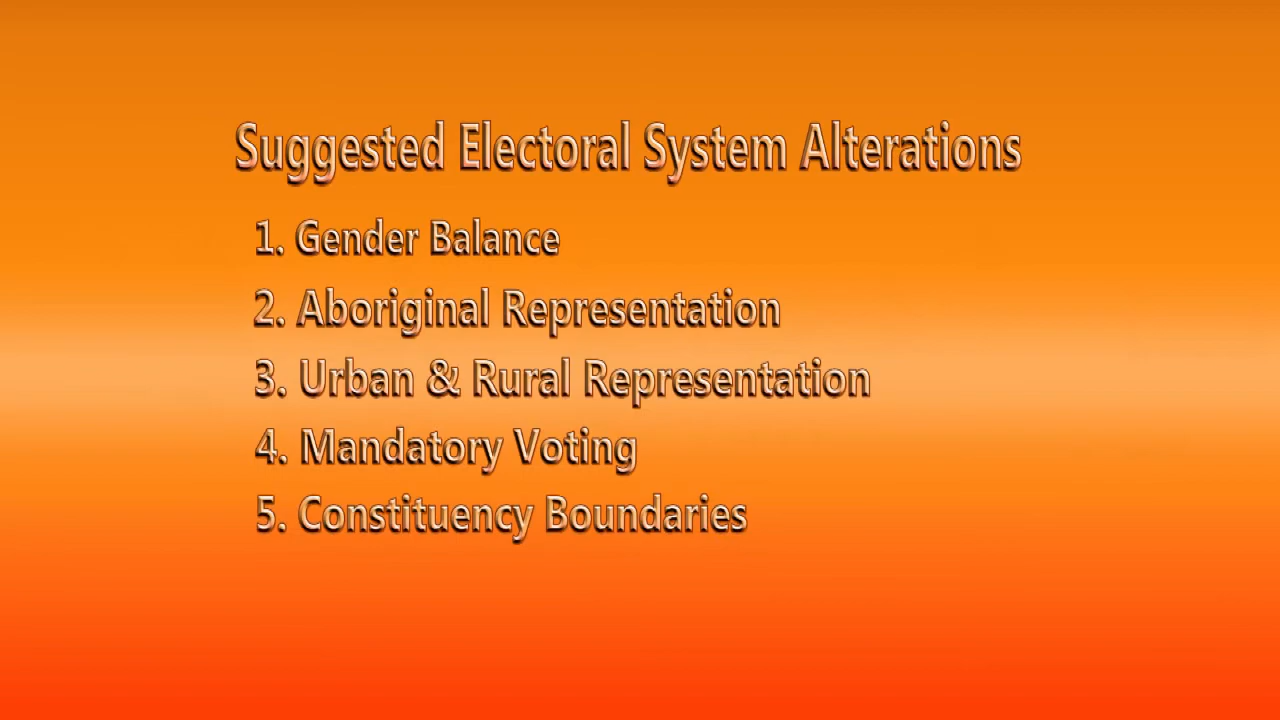 Suggested Electoral System Alterations
1. Gender Balance
2. Aboriginal Representation
3. Urban & Rural Representation
4. Mandatory Voting
5. Constituency Boundaries